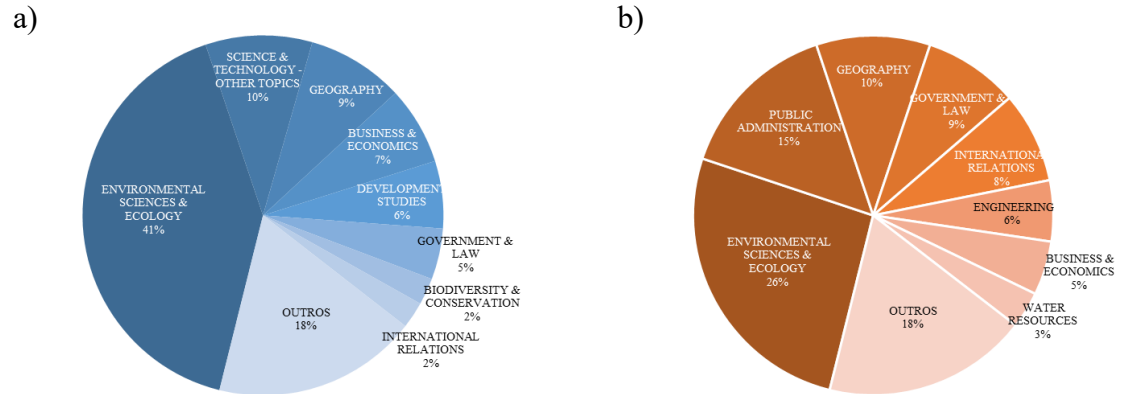 a)
SCIENCE &
TECHNOLOGY -
OTHER TOPICS
10%
GEOGRAPHY
9%
BUSINESS &
ECONOMICS
7%
DEVELOPMENT
STUDIES
6%
GOVERNMENT &
LAW
5%
BIODIVERSITY &
CONSERVATION
2%
INTERNATIONAL
RELATIONS
2%
OUTROS
18%
ENVIRONMENTAL
SCIENCES &
ECOLOGY
41%
b)
GEOGRAPHY
10%
GOVERNMENT &
LAW
9%
INTERNATIONAL
RELATIONS
8%
ENGINEERING
6%
BUSINESS &
ECONOMICS
5%
WATER
RESOURCES
3%
OUTROS
18%
ENVIRONMENTAL
SCIENCES &
ECOLOGY
26%
PUBLIC
ADMINISTRATION
15%